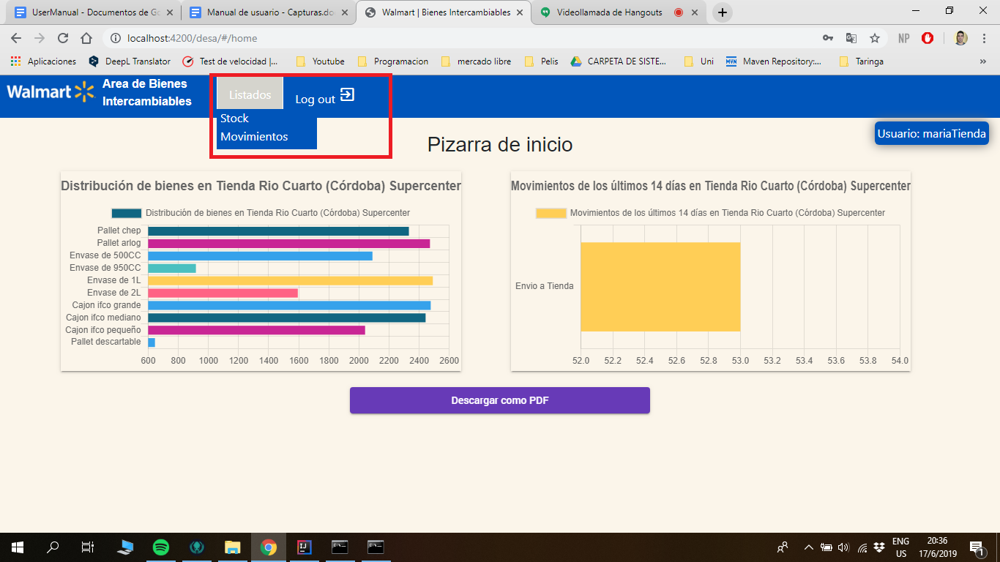 UserManual - Documentos de Go
Manual de usuario - Capturas.do
Walmart | Bienes Intercambiables
Videollamada de Hangouts
localhost:4200/desa/#/home
NP
Aplicaciones
DeepL Translator
Test de velocidad |...
Youtube
Programacion
mercado libre
Pelis
CARPETA DE SISTE...
Uni
Maven Repository:...
Taringa
»
Walmart
Area de Bienes
Intercambiables
Listados
Log out
Stock
Movimientos
Usuario: mariaTienda
Pizarra de inicio
Distribución de bienes en Tienda Rio Cuarto (Córdoba) Supercenter
Distribución de bienes en Tienda Rio Cuarto (Córdoba) Supercenter
Pallet chep
Pallet arlog
Envase de 500CC
Envase de 950CC
Envase de 1L
Envase de 2L
Cajon ifco grande
Cajon ifco mediano
Cajon ifco pequeño
Pallet descartable
600 800 1000 1200 1400 1600 1800 2000 2200 2400 2600
Movimientos de los últimos 14 días en Tienda Rio Cuarto (Córdoba) Supercenter
Movimientos de los últimos 14 días en Tienda Rio Cuarto (Córdoba) Supercenter
Envio a Tienda
52.0 52.2 52.4 52.6 52.8 53.0 53.2 53.4 53.6 53.8 54.0
Descargar como PDF
ENG
US
20:36
17/6/2019
1